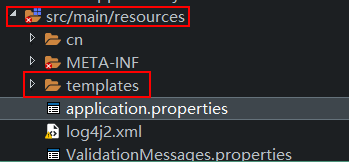 src/main/resources
cn
META-INF
templates
application.properties
log4j2.xml
ValidationMessages.properties